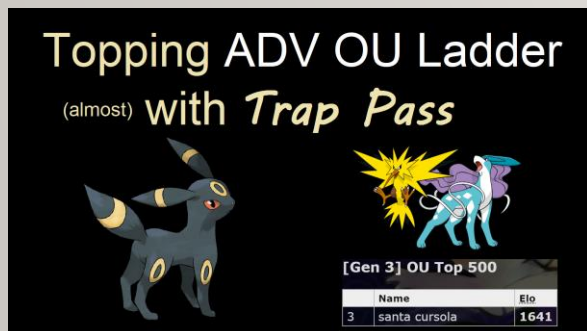 Topping ADV OU Ladder
(almost) with Trap Pass
[Gen 3] OU Top 500
Name Elo
3 santa cursola 1641